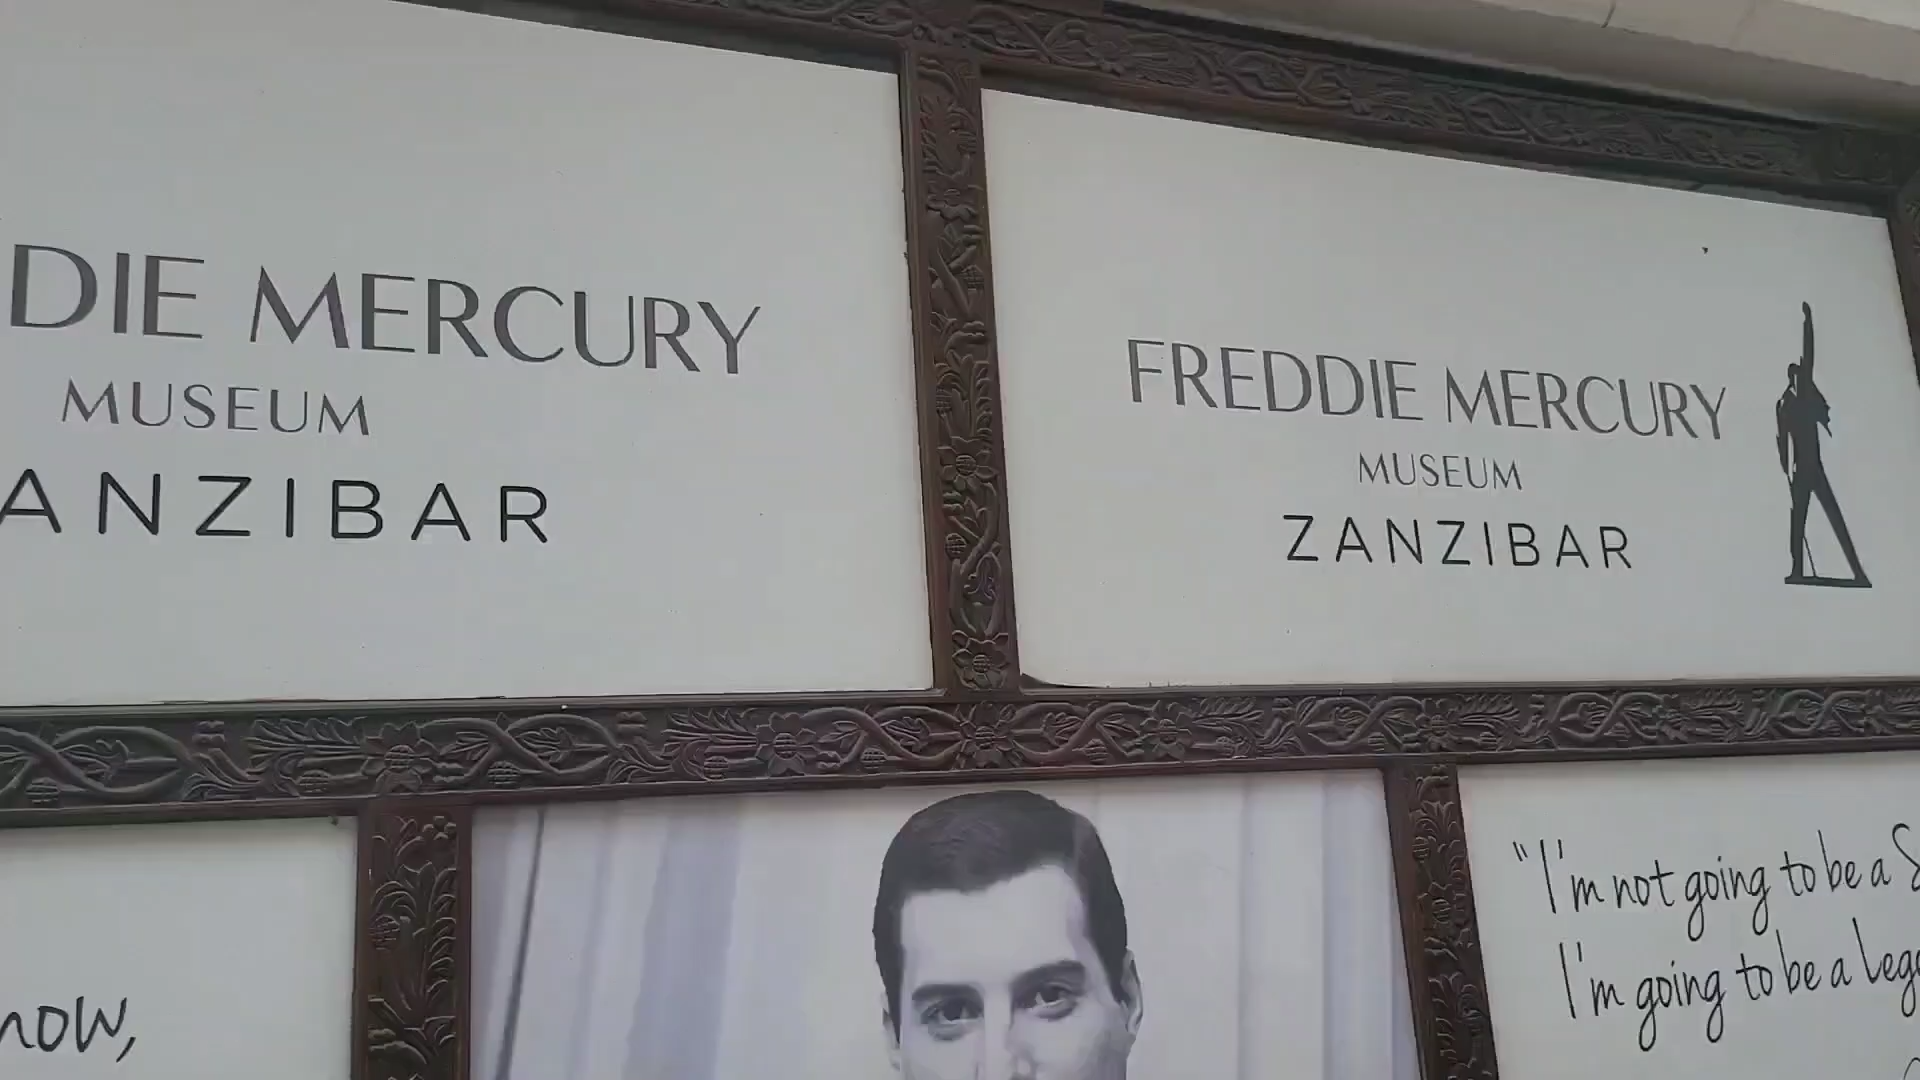 DIE MERCURY
MUSEUM
ANZIBAR
FREDDIE MERCURY
MUSEUM
ZANZIBAR
now,
"I'm not going to be a
I'm going to be a